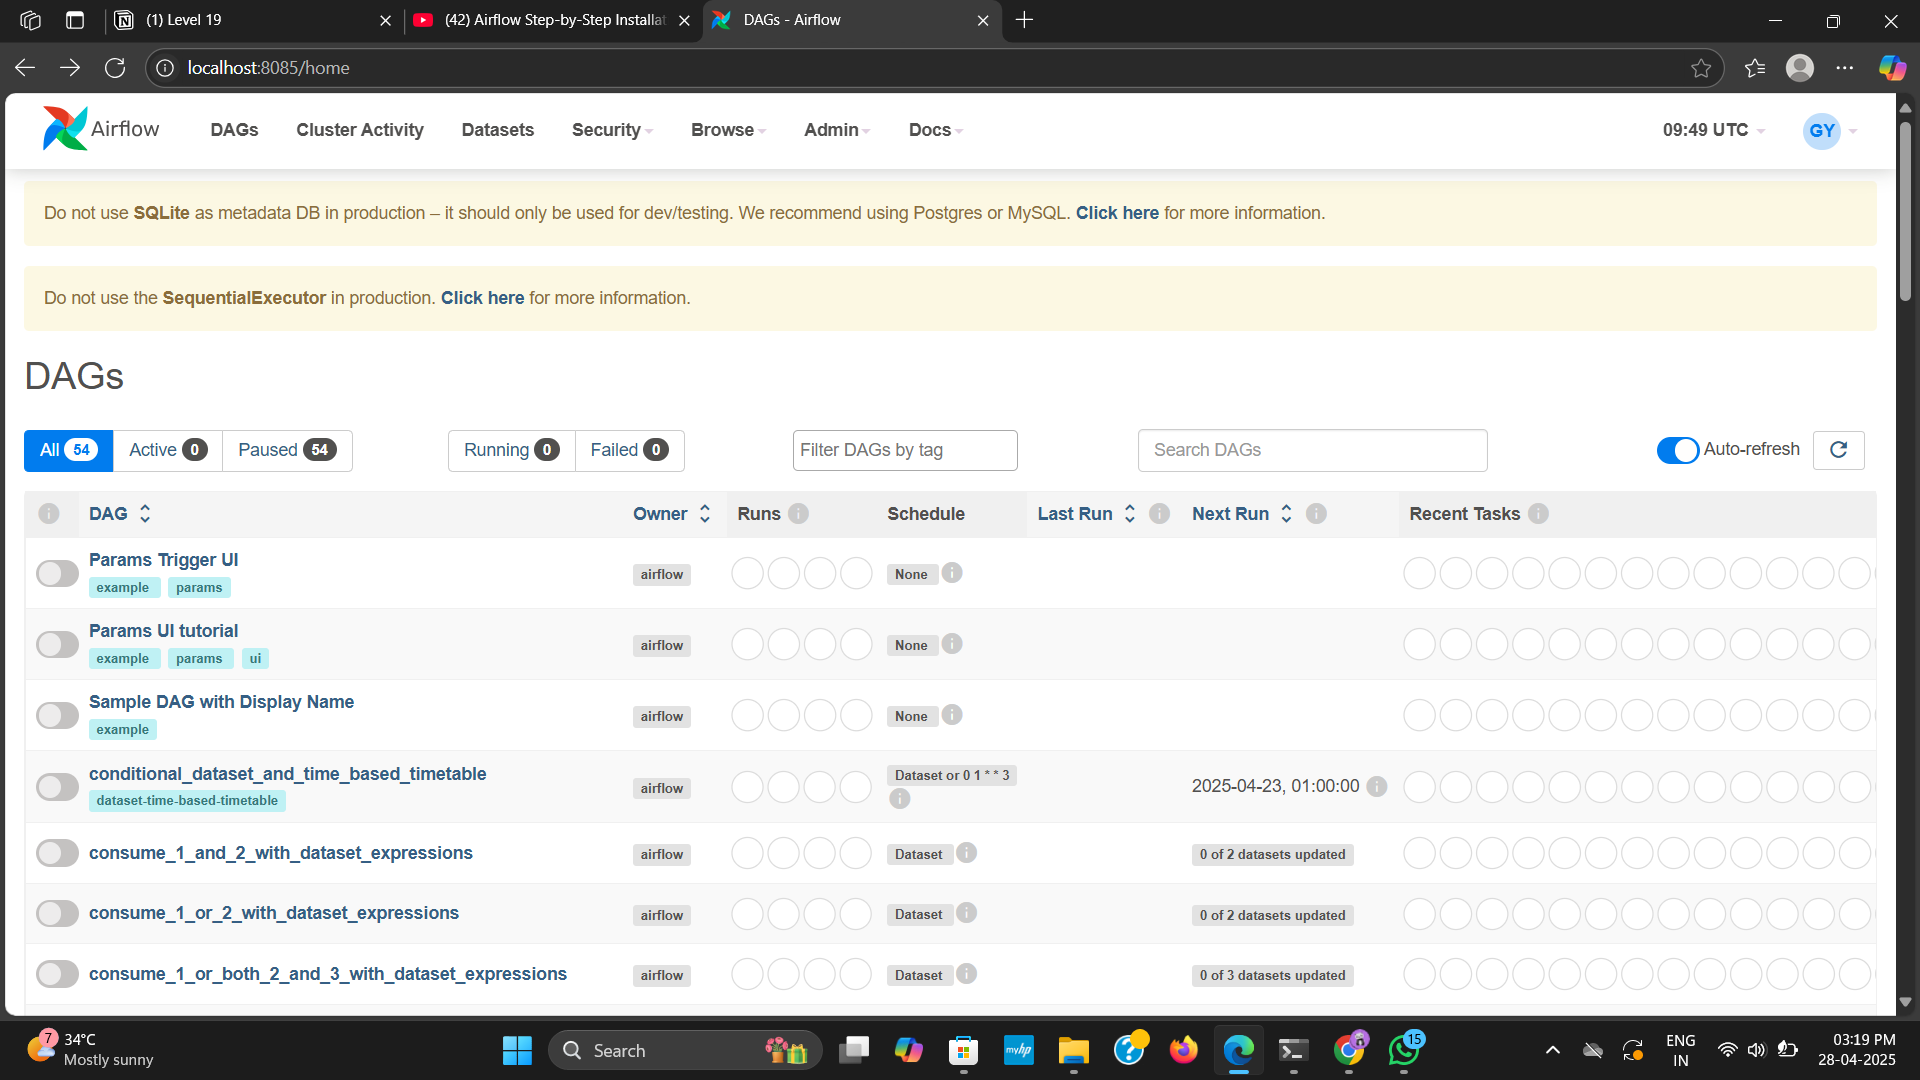 (1) Level 19
(42) Airflow Step-by-Step Installat
DAGs - Airflow
localhost:8085/home
Airflow
DAGs
Cluster Activity
Datasets
Security
Browse
Admin
Docs
09:49 UTC
GY
Do not use SQLite as metadata DB in production – it should only be used for dev/testing. We recommend using Postgres or MySQL. Click here for more information.
Do not use the SequentialExecutor in production. Click here for more information.
DAGs
All 54
Active 0
Paused 54
Running 0
Failed 0
Filter DAGs by tag
Search DAGs
Auto-refresh
DAG
Owner
Runs
Schedule
Last Run
Next Run
Recent Tasks
Params Trigger UI
example params
airflow
None
Params UI tutorial
example params ui
airflow
None
Sample DAG with Display Name
example
airflow
None
conditional_dataset_and_time_based_timetable
dataset-time-based-timetable
airflow
Dataset or 0 1 * * 3
2025-04-23, 01:00:00
consume_1_and_2_with_dataset_expressions
airflow
Dataset
0 of 2 datasets updated
consume_1_or_2_with_dataset_expressions
airflow
Dataset
0 of 2 datasets updated
consume_1_or_both_2_and_3_with_dataset_expressions
airflow
Dataset
0 of 3 datasets updated
7
34°C
Mostly sunny
Search
myhp
15
ENG
IN
03:19 PM
28-04-2025